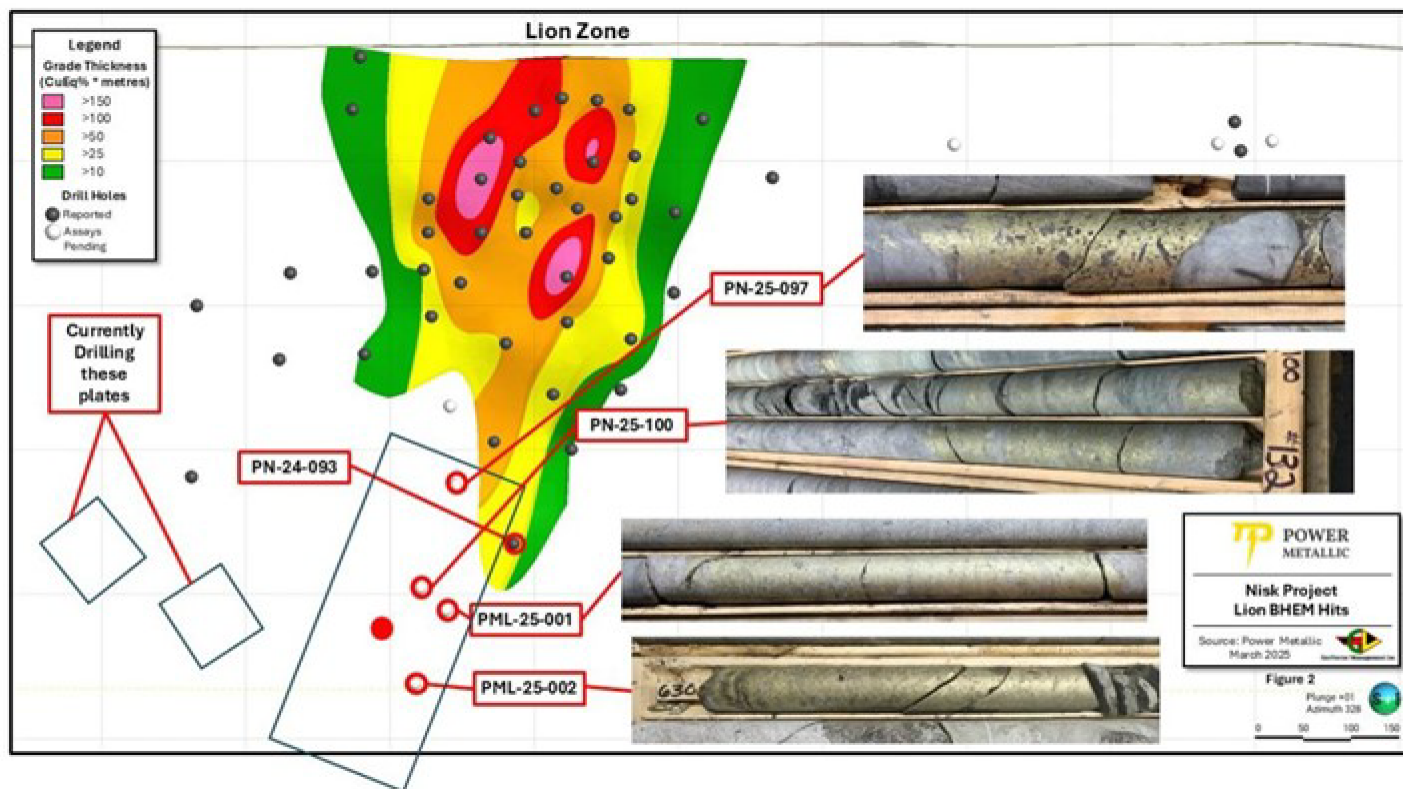 Lion Zone
Legend
Grade Thickness
(CuEq% * metres)
>150
>100
>50
>25
>10
Drill Holes
Reported
Assays
Pending
Currently
Drilling
these
plates
PN-25-097
PN-25-100
PN-24-093
PML-25-001
PML-25-002
100
#132
630
POWER
METALLIC
Nisk Project
Lion BHEM Hits
Source: Power Metallic
March 2025
Figure 2
Plunge +01
Azimuth 328
0 50 100 150